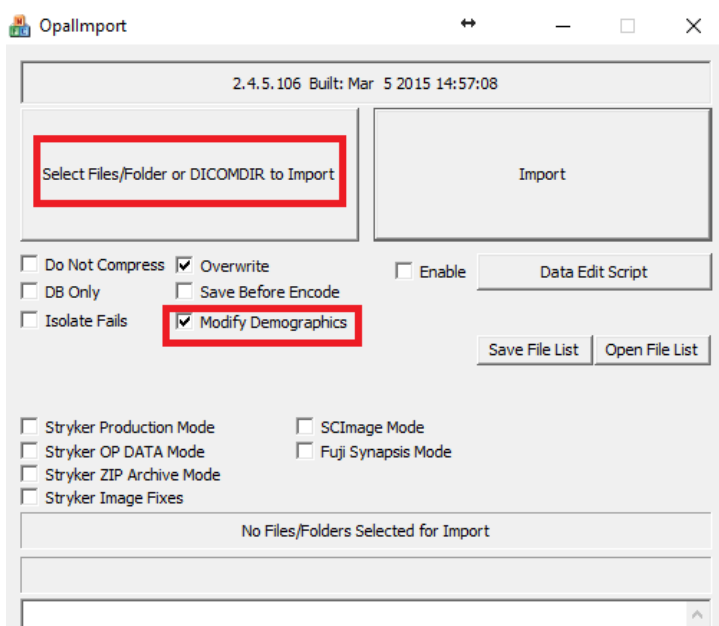 OpalImport
2.4.5.106 Built: Mar 5 2015 14:57:08
Select Files/Folder or DICOMDIR to Import
Import
Do Not Compress
Overwrite
Enable
Data Edit Script
DB Only
Save Before Encode
Isolate Fails
Modify Demographics
Save File List
Open File List
Stryker Production Mode
SCImage Mode
Stryker OP DATA Mode
Fuji Synapsis Mode
Stryker ZIP Archive Mode
Stryker Image Fixes
No Files/Folders Selected for Import